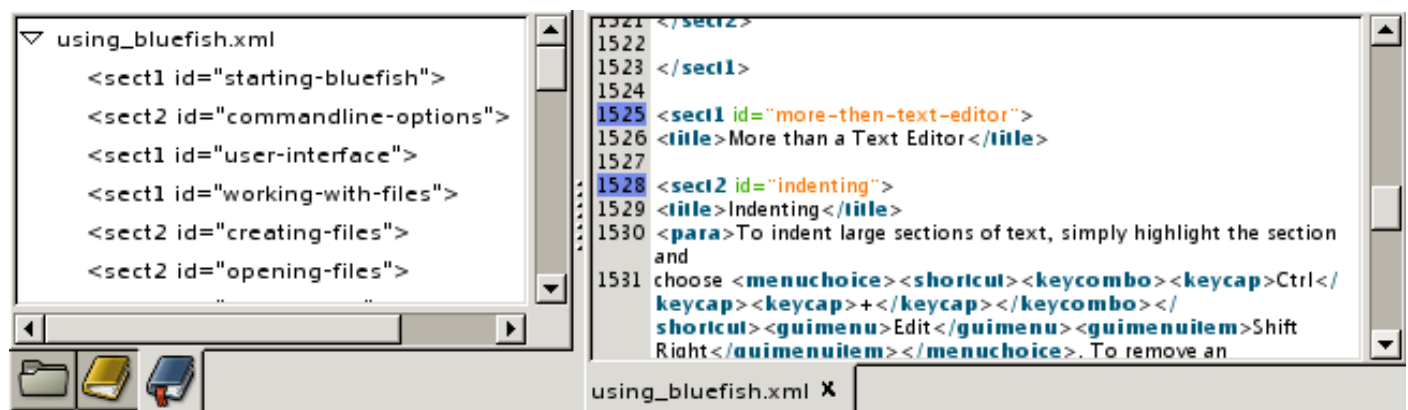 using_bluefish.xml
<sect1 id="starting-bluefish">
<sect2 id="commandline-options">
<sect1 id="user-interface">
<sect1 id="working-with-files">
<sect2 id="creating-files">
<sect2 id="opening-files">
1521 </sect2>
1522
1523 </sect1>
1524
1525 <sect1 id="more-then-text-editor">
1526 <title>More than a Text Editor</title>
1527
1528 <sect2 id="indenting">
1529 <title>Indenting</title>
1530 <para>To indent large sections of text, simply highlight the section
and
1531 choose <menuchoice><shortcut><keycombo><keycap>Ctrl</
keycap><keycap>+</keycap></keycombo></
shortcut><guimenu>Edit</guimenu><guimenuitem>Shift
Right</guimenuitem></menuchoice>. To remove an
using_bluefish.xml X